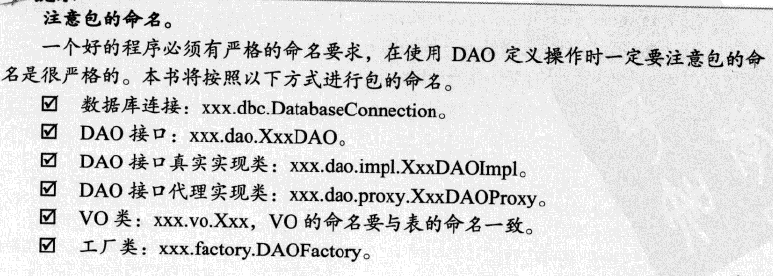 注意包的命名。
一个好的程序必须有严格的命名要求，在使用 DAO 定义操作时一定要注意包的命
名是很严格的。本书将按照以下方式进行包的命名。
☑ 数据库连接：xxx.dbc.DatabaseConnection。
☑ DAO 接口：xxx.dao.XxxDAO。
☑ DAO 接口真实实现类：xxx.dao.impl.XxxDAOImpl。
☑ DAO 接口代理实现类：xxx.dao.proxy.XxxDAOProxy。
☑ VO 类：xxx.vo.Xxx，VO 的命名要与表的命名一致。
☑ 工厂类：xxx.factory.DAOFactory。